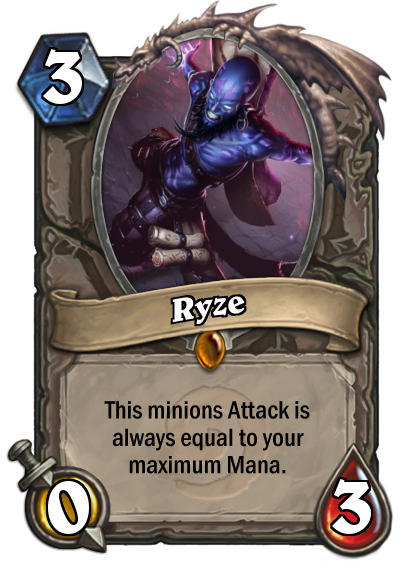 3
Ryze
This minions Attack is
always equal to your
maximum Mana.
0
3